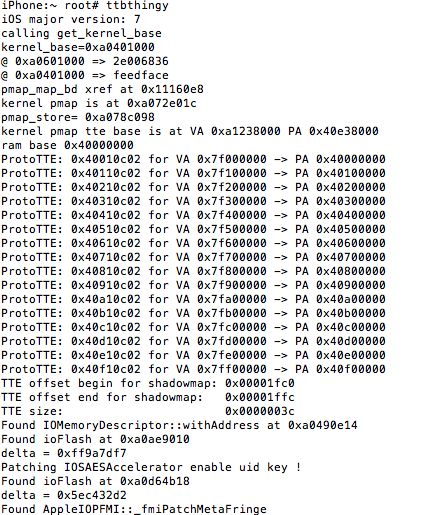 iPhone:~ root# ttbthingy
iOS major version: 7
calling get_kernel_base
kernel_base=0xa0401000
@ 0xa0601000 => 2e006836
@ 0xa0401000 => feedface
pmap_map_bd xref at 0x11160e8
kernel pmap is at 0xa072e01c
pmap_store= 0xa078c098
kernel pmap tte base is at VA 0xa1238000 PA 0x40e38000
ram base 0x40000000
ProtoTTE: 0x40010c02 for VA 0x7f000000 -> PA 0x40000000
ProtoTTE: 0x40110c02 for VA 0x7f100000 -> PA 0x40100000
ProtoTTE: 0x40210c02 for VA 0x7f200000 -> PA 0x40200000
ProtoTTE: 0x40310c02 for VA 0x7f300000 -> PA 0x40300000
ProtoTTE: 0x40410c02 for VA 0x7f400000 -> PA 0x40400000
ProtoTTE: 0x40510c02 for VA 0x7f500000 -> PA 0x40500000
ProtoTTE: 0x40610c02 for VA 0x7f600000 -> PA 0x40600000
ProtoTTE: 0x40710c02 for VA 0x7f700000 -> PA 0x40700000
ProtoTTE: 0x40810c02 for VA 0x7f800000 -> PA 0x40800000
ProtoTTE: 0x40910c02 for VA 0x7f900000 -> PA 0x40900000
ProtoTTE: 0x40a10c02 for VA 0x7fa00000 -> PA 0x40a00000
ProtoTTE: 0x40b10c02 for VA 0x7fb00000 -> PA 0x40b00000
ProtoTTE: 0x40c10c02 for VA 0x7fc00000 -> PA 0x40c00000
ProtoTTE: 0x40d10c02 for VA 0x7fd00000 -> PA 0x40d00000
ProtoTTE: 0x40e10c02 for VA 0x7fe00000 -> PA 0x40e00000
ProtoTTE: 0x40f10c02 for VA 0x7ff00000 -> PA 0x40f00000
TTE offset begin for shadowmap: 0x00001fc0
TTE offset end for shadowmap:   0x00001ffc
TTE size:                       0x0000003c
Found IOMemoryDescriptor::withAddress at 0xa0490e14
Found ioFlash at 0xa0ae9010
delta = 0xff9a7df7
Patching IOSAESAccelerator enable uid key !
Found ioFlash at 0xa0d64b18
delta = 0x5ec432d2
Found AppleIOPFMI::_fmiPatchMetaFringe